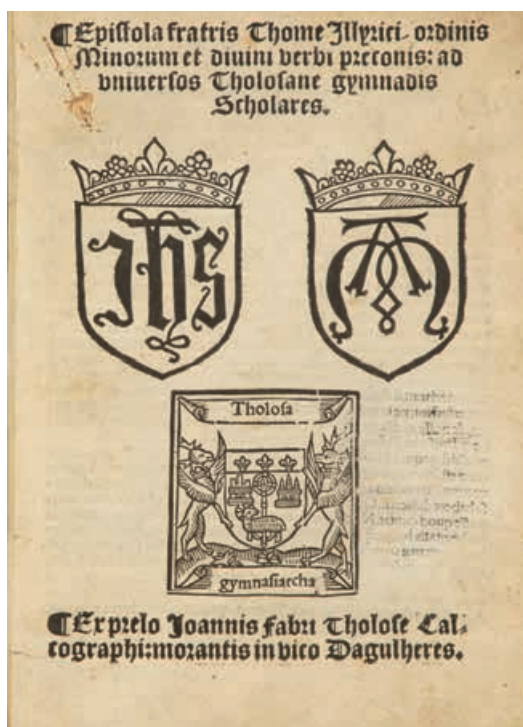 ¶Epistola fratris Thome Illyrici ordinis
Minorum et diuini verbi preconis: ad
vniuersos Tholosane gymnadis
Scholares.
Jhs
Tholosa
gymnasiarcha
¶Ex prelo Joannis Fabri Tholose Cal-
cographi: morantis in vico Dagulheres.